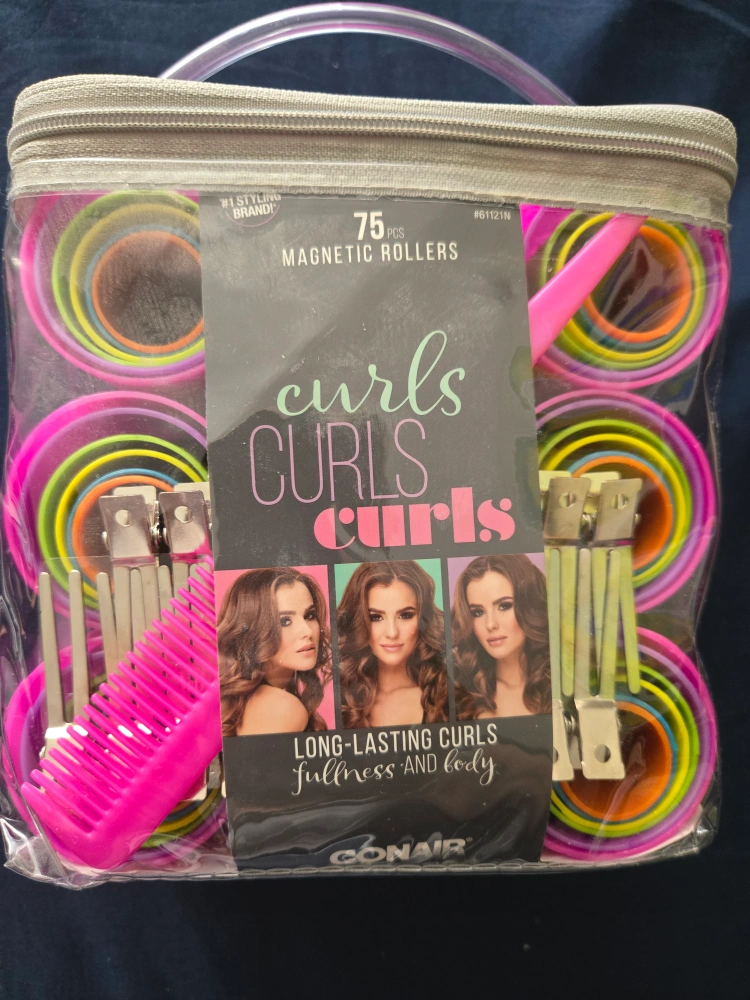 #1 STYLING
BRAND!*
#61121N
75 PCS
MAGNETIC ROLLERS
curls
CURLS
curls
LONG-LASTING CURLS
fullness AND body
CONAIR®